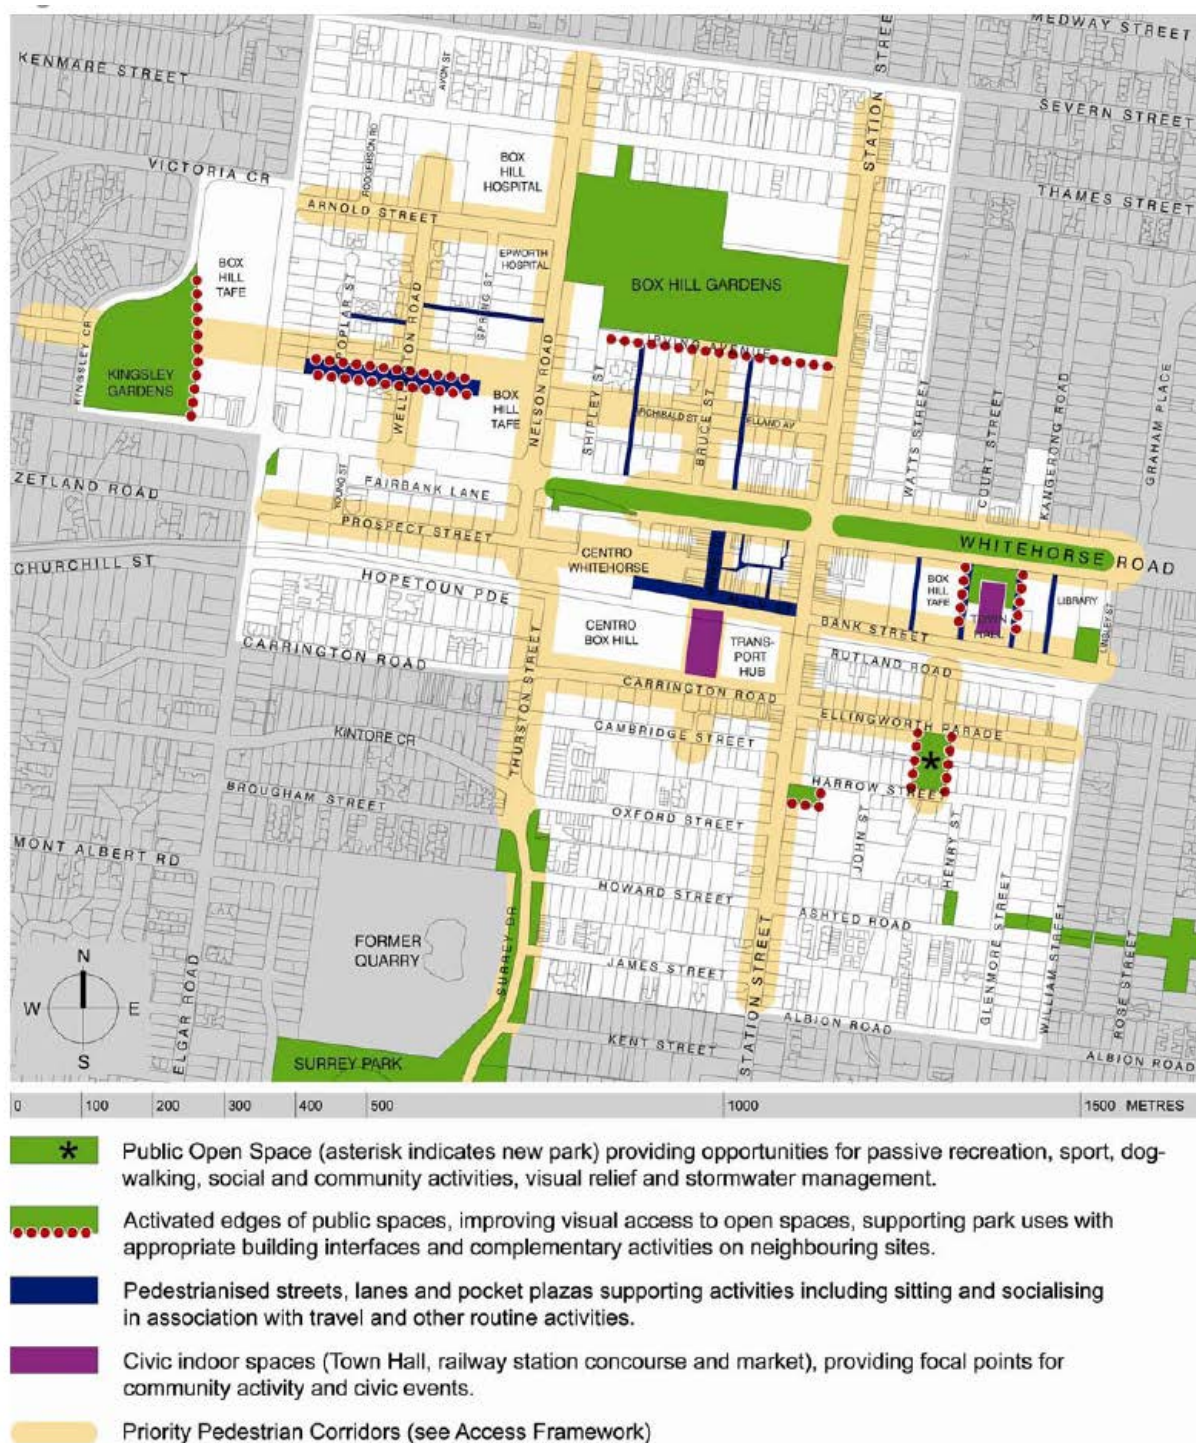 MEDWAY STREET
KENMARE STREET
AVON ST
STATION STREET
SEVERN STREET
VICTORIA CR
RODGERSON RD
BOX
HILL
HOSPITAL
THAMES STREET
ARNOLD STREET
BOX
HILL
TAFE
EPWORTH
HOSPITAL
BOX HILL GARDENS
POPLAR ST
WELLINGTON ROAD
SPRING ST
NELSON ROAD
IRVING AVENUE
KINGSLEY CR
KINGSLEY
GARDENS
BOX
HILL
TAFE
SHIPLEY ST
ARCHIBALD ST
BRUCE ST
ELLAND AV
WATTS STREET
COURT STREET
KANGERONG ROAD
GRAHAM PLACE
ZETLAND ROAD
YOUNG ST
FAIRBANK LANE
PROSPECT STREET
WHITEHORSE ROAD
CHURCHILL ST
HOPETOUN PDE
CENTRO
WHITEHORSE
BOX
HILL
TAFE
TOWN
HALL
LIBRARY
LINSLEY ST
CARRINGTON ROAD
CENTRO
BOX HILL
TRANS-
PORT
HUB
BANK STREET
RUTLAND ROAD
THURSTON STREET
CARRINGTON ROAD
ELLINGWORTH PARADE
KINTORE CR
CAMBRIDGE STREET
*
HARROW STREET
BROUGHAM STREET
OXFORD STREET
JOHN ST
HENRY ST
MONT ALBERT RD
HOWARD STREET
ASHTED ROAD
FORMER
QUARRY
SURREY DR
JAMES STREET
STATION STREET
GLENMORE STREET
WILLIAM STREET
ROSE STREET
N
W E
S
ELGAR ROAD
ALBION ROAD
KENT STREET
ALBION ROAD
SURREY PARK
0 100 200 300 400 500 1000 1500 METRES
* Public Open Space (asterisk indicates new park) providing opportunities for passive recreation, sport, dog-
walking, social and community activities, visual relief and stormwater management.
Activated edges of public spaces, improving visual access to open spaces, supporting park uses with
appropriate building interfaces and complementary activities on neighbouring sites.
Pedestrianised streets, lanes and pocket plazas supporting activities including sitting and socialising
in association with travel and other routine activities.
Civic indoor spaces (Town Hall, railway station concourse and market), providing focal points for
community activity and civic events.
Priority Pedestrian Corridors (see Access Framework)